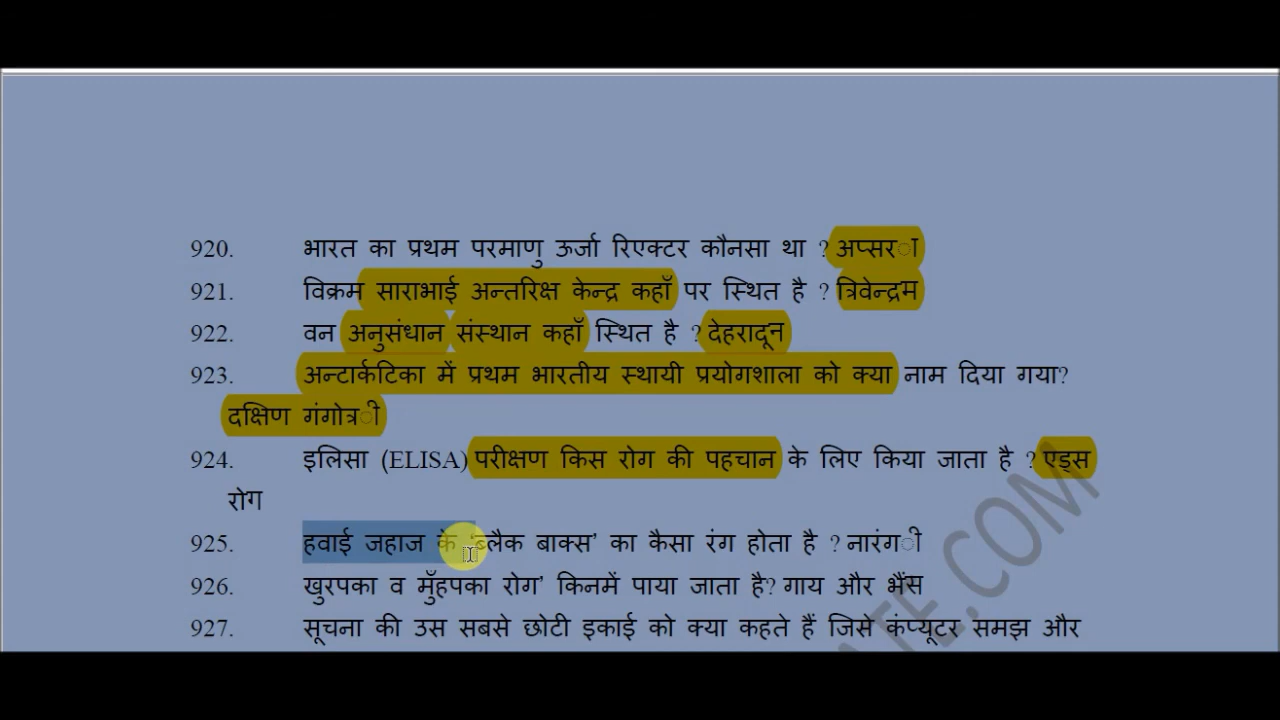 920. भारत का प्रथम परमाणु ऊर्जा रिएक्टर कौनसा था ? अप्सरा
921. विक्रम साराभाई अन्तरिक्ष केन्द्र कहाँ पर स्थित है ? त्रिवेन्द्रम
922. वन अनुसंधान संस्थान कहाँ स्थित है ? देहरादून
923. अन्टार्कटिका में प्रथम भारतीय स्थायी प्रयोगशाला को क्या नाम दिया गया?
दक्षिण गंगोत्री
924. इलिसा (ELISA) परीक्षण किस रोग की पहचान के लिए किया जाता है ? एड्स
रोग
925. हवाई जहाज के ‘ब्लैक बाक्स’ का कैसा रंग होता है ? नारंगी
926. खुरपका व मुँहपका रोग’ किनमें पाया जाता है? गाय और भैंस
927. सूचना की उस सबसे छोटी इकाई को क्या कहते हैं जिसे कंप्यूटर समझ और